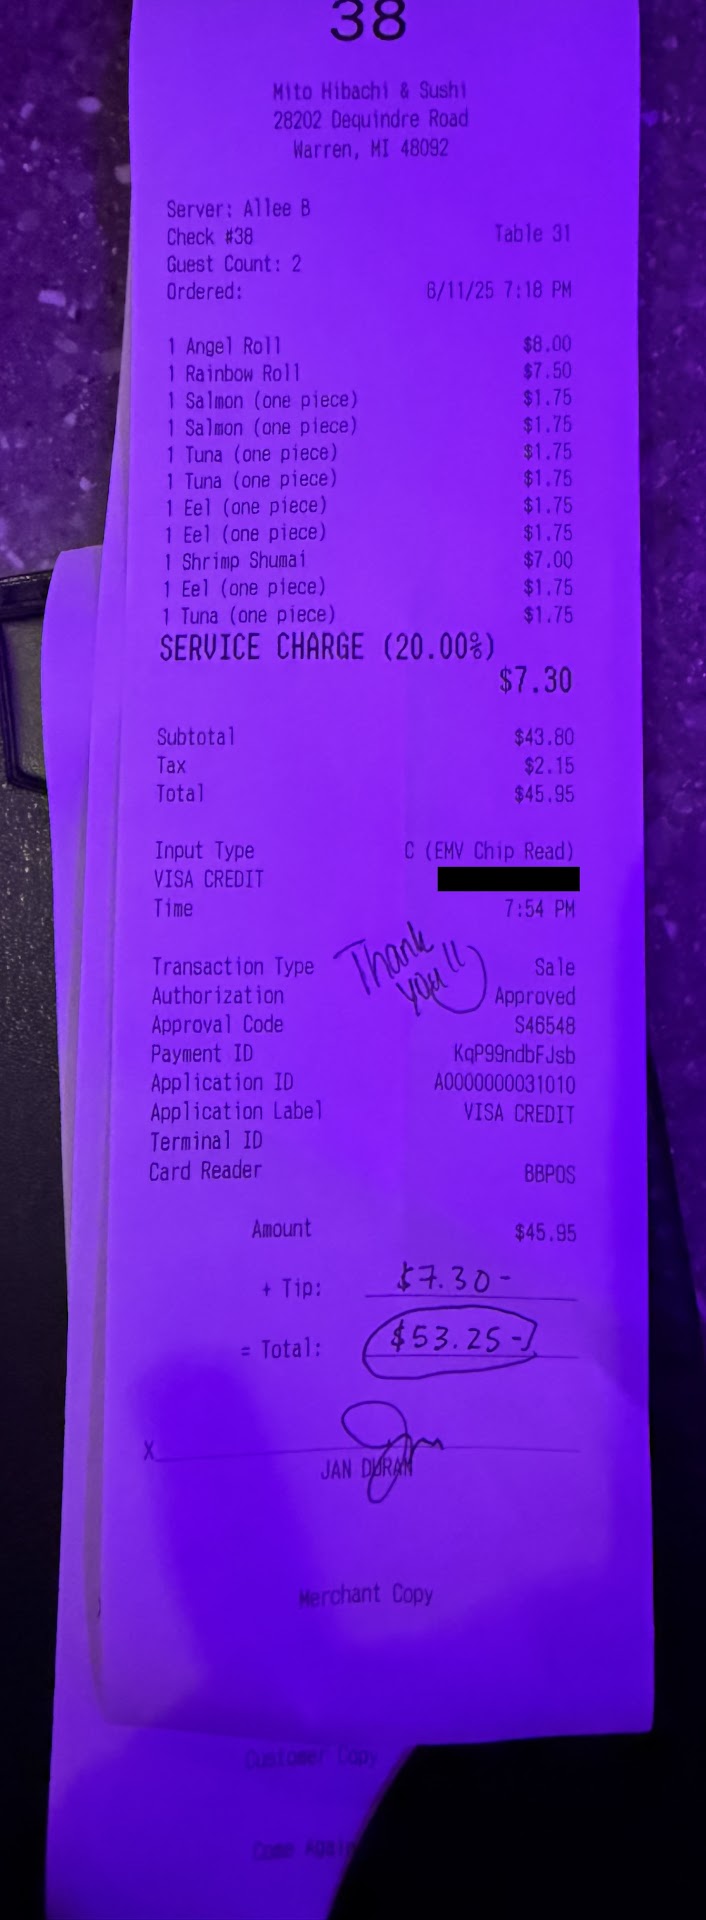 38
Mito Hibachi & Sushi
28202 Dequindre Road
Warren, MI 48092
Server: Allee B
Check #38 Table 31
Guest Count: 2
Ordered: 6/11/25 7:18 PM
1 Angel Roll $8.00
1 Rainbow Roll $7.50
1 Salmon (one piece) $1.75
1 Salmon (one piece) $1.75
1 Tuna (one piece) $1.75
1 Tuna (one piece) $1.75
1 Eel (one piece) $1.75
1 Eel (one piece) $1.75
1 Shrimp Shumai $7.00
1 Eel (one piece) $1.75
1 Tuna (one piece) $1.75
SERVICE CHARGE (20.00%)
$7.30
Subtotal $43.80
Tax $2.15
Total $45.95
Input Type C (EMV Chip Read)
VISA CREDIT
Time 7:54 PM
Thank
you!!
Transaction Type Sale
Authorization Approved
Approval Code S46548
Payment ID KqP99ndbFJsb
Application ID A0000000031010
Application Label VISA CREDIT
Terminal ID
Card Reader BBPOS
Amount $45.95
+ Tip: $7.30-
= Total: $53.25-
X
JAN DURAN
Merchant Copy
Customer Copy
Come Again